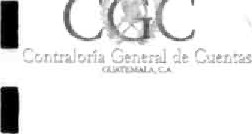 CGC
Contraloría General de Cuentas
GUATEMALA, C.A.